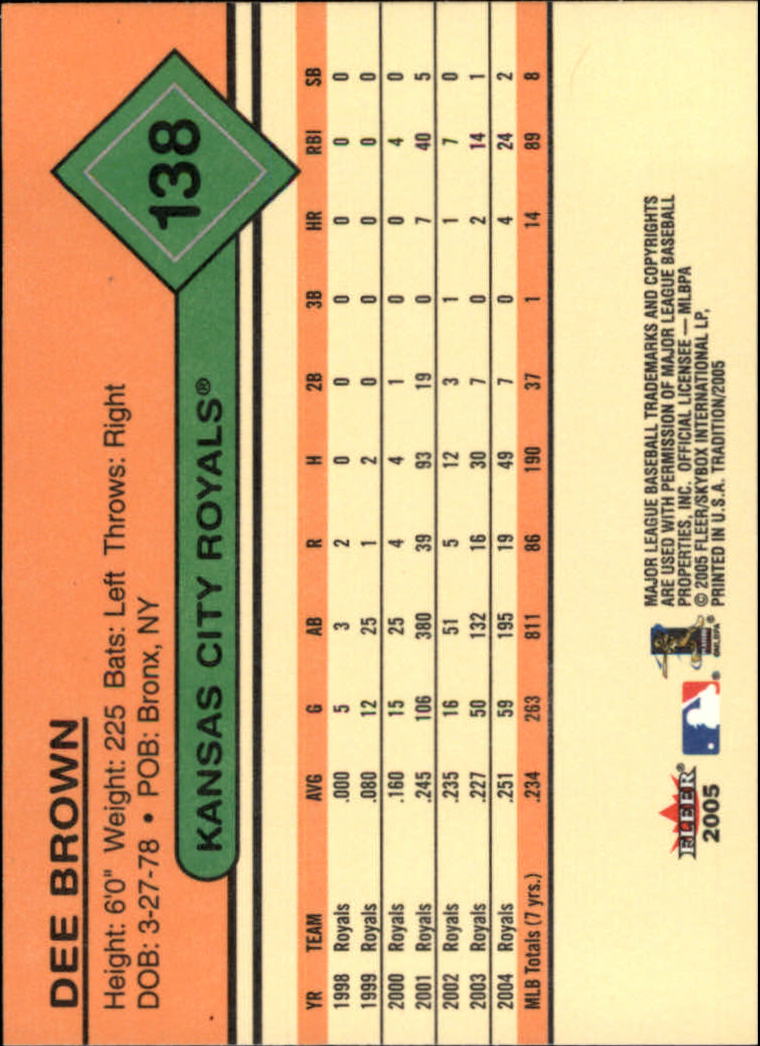 DEE BROWN
Height: 6'0" Weight: 225 Bats: Left Throws: Right
DOB: 3-27-78 • POB: Bronx, NY
138
KANSAS CITY ROYALS®
YR TEAM AVG G AB R H 2B 3B HR RBI SB
1998 Royals .000 5 3 2 0 0 0 0 0 0
1999 Royals .080 12 25 1 2 0 0 0 0 0
2000 Royals .160 15 25 4 4 1 0 0 4 0
2001 Royals .245 106 380 39 93 19 0 7 40 5
2002 Royals .235 16 51 5 12 3 1 1 7 0
2003 Royals .227 50 132 16 30 7 0 2 14 1
2004 Royals .251 59 195 19 49 7 0 4 24 2
MLB Totals (7 yrs.) .234 263 811 86 190 37 1 14 89 8
FLEER®
2005
®
®
©MLBPA
MAJOR LEAGUE BASEBALL TRADEMARKS AND COPYRIGHTS
ARE USED WITH PERMISSION OF MAJOR LEAGUE BASEBALL
PROPERTIES, INC. OFFICIAL LICENSEE — MLBPA
© 2005 FLEER/SKYBOX INTERNATIONAL LP,
PRINTED IN U.S.A. TRADITION/2005